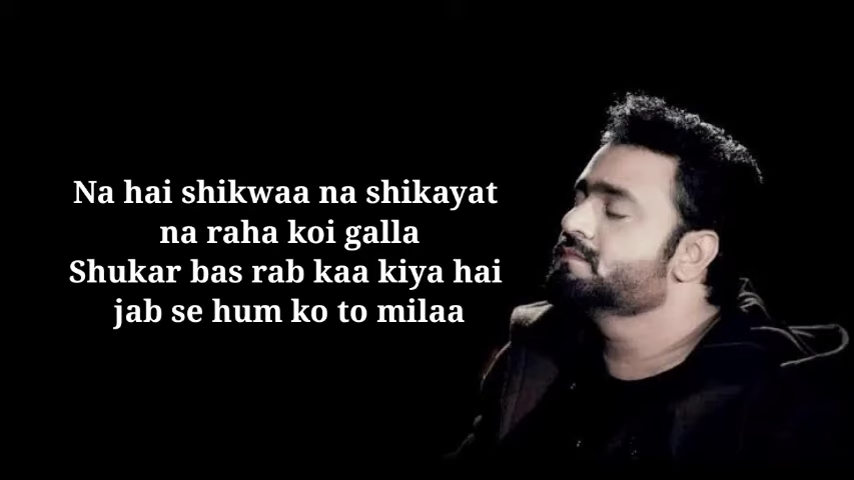 Na hai shikwaa na shikayat
na raha koi galla
Shukar bas rab kaa kiya hai
jab se hum ko to milaa